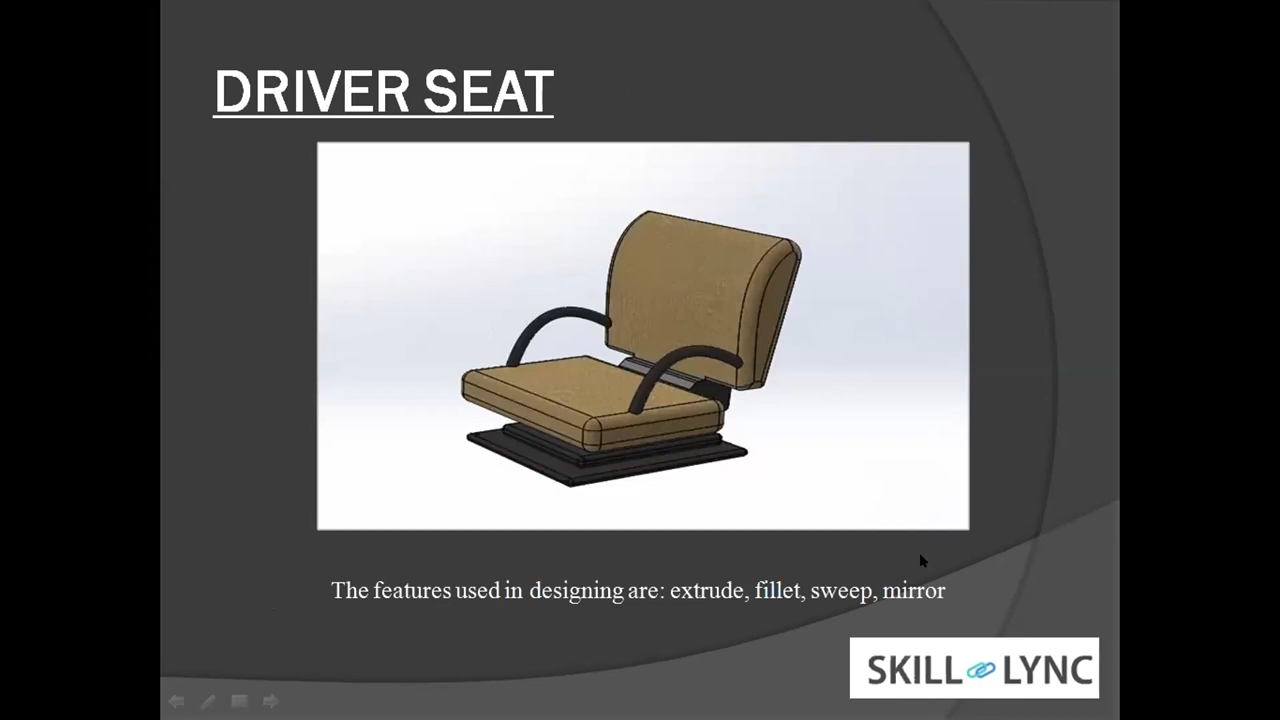 DRIVER SEAT
The features used in designing are: extrude, fillet, sweep, mirror
SKILL LYNC